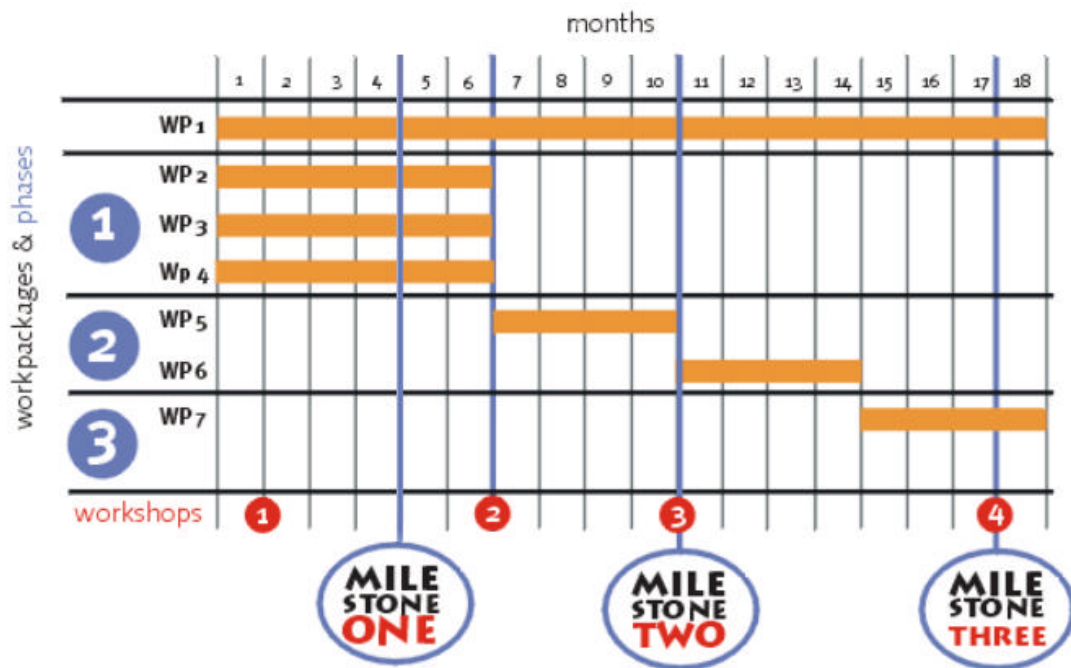 months
1 2 3 4 5 6 7 8 9 10 11 12 13 14 15 16 17 18
workpackages & phases
WP 1
1
WP 2
WP 3
Wp 4
2
WP 5
WP 6
3
WP 7
workshops 1 2 3 4
MILE
STONE
ONE
MILE
STONE
TWO
MILE
STONE
THREE